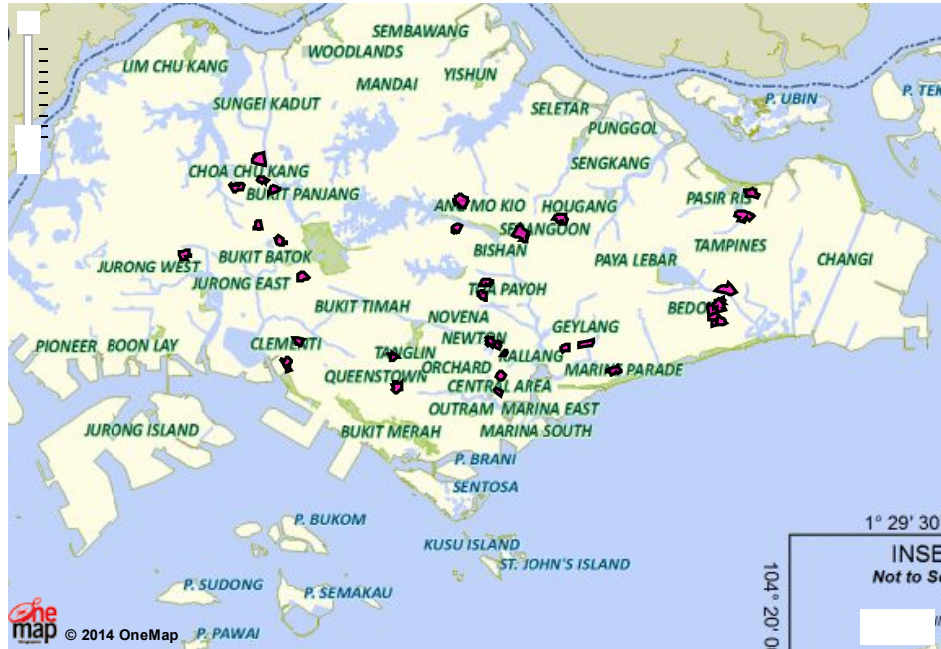 SEMBAWANG
WOODLANDS
LIM CHU KANG
YISHUN
MANDAI
SUNGEI KADUT
P. UBIN
P. TEK
SELETAR
PUNGGOL
SENGKANG
CHOA CHU KANG
BUKIT PANJANG
PASIR RIS
ANG MO KIO
HOUGANG
SERANGOON
BISHAN
TAMPINES
BUKIT BATOK
PAYA LEBAR
CHANGI
JURONG WEST
JURONG EAST
TOA PAYOH
BUKIT TIMAH
BEDO
NOVENA
GEYLANG
NEWTON
PIONEER
BOON LAY
CLEMENTI
TANGLIN
KALLANG
ORCHARD
MARINE PARADE
QUEENSTOWN
CENTRAL AREA
OUTRAM
MARINA EAST
JURONG ISLAND
BUKIT MERAH
MARINA SOUTH
P. BRANI
SENTOSA
P. BUKOM
1° 29' 30
KUSU ISLAND
INSE
ST. JOHN'S ISLAND
Not to S
104° 20' 0
P. SUDONG
P. SEMAKAU
One
map
© 2014 OneMap
P. PAWAI